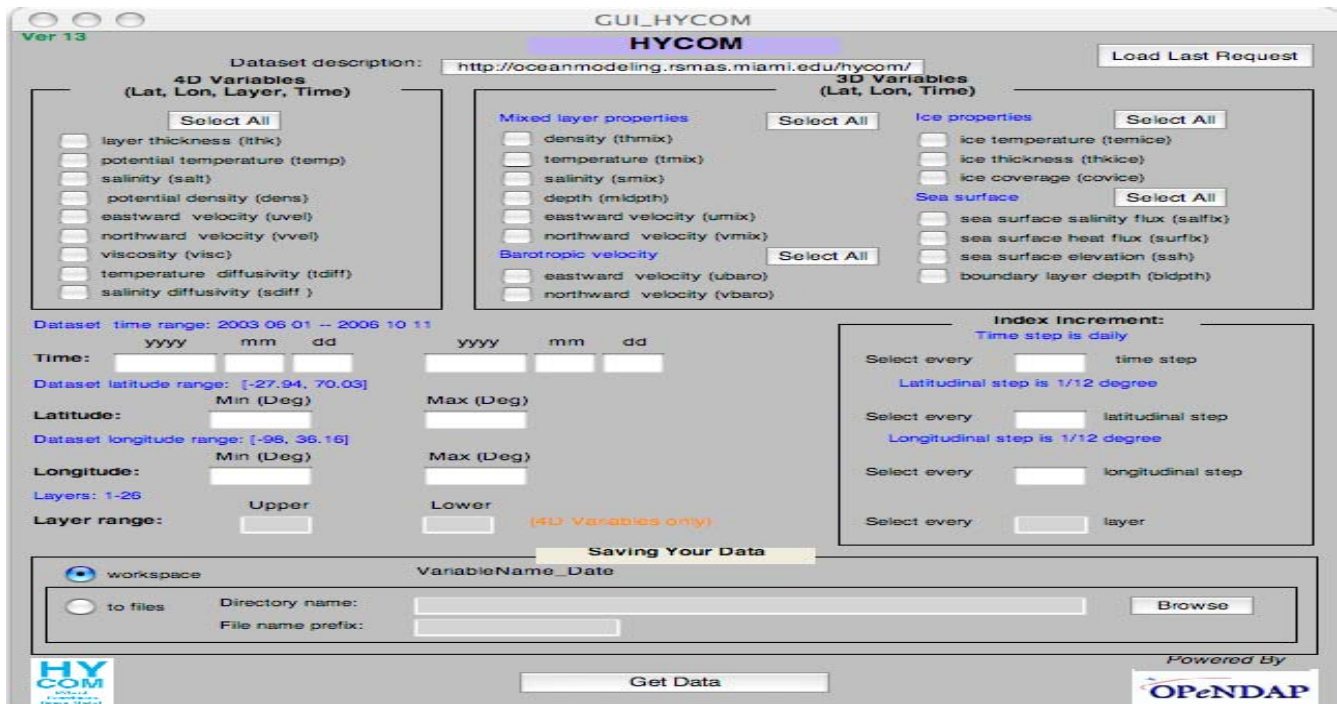 GUI_HYCOM
Ver 13
HYCOM
Load Last Request
Dataset description: http://oceanmodeling.rsmas.miami.edu/hycom/
4D Variables
(Lat, Lon, Layer, Time)
Select All
layer thickness (lthk)
potential temperature (temp)
salinity (salt)
potential density (dens)
eastward velocity (uvel)
northward velocity (vvel)
viscosity (visc)
temperature diffusivity (tdiff)
salinity diffusivity (sdiff )
3D Variables
(Lat, Lon, Time)
Mixed layer properties Select All
density (thmix)
temperature (tmix)
salinity (smix)
depth (mldpth)
eastward velocity (umix)
northward velocity (vmix)
Barotropic velocity Select All
eastward velocity (ubaro)
northward velocity (vbaro)
Ice properties Select All
ice temperature (temice)
ice thickness (thkice)
ice coverage (covice)
Sea surface Select All
sea surface salinity flux (salflx)
sea surface heat flux (surflx)
sea surface elevation (ssh)
boundary layer depth (bldpth)
Dataset time range: 2003 06 01 -- 2006 10 11
yyyy mm dd yyyy mm dd
Time:
Dataset latitude range: [-27.94, 70.03]
Min (Deg) Max (Deg)
Latitude:
Dataset longitude range: [-98, 36.16]
Min (Deg) Max (Deg)
Longitude:
Layers: 1-26
Upper Lower
Layer range: (4D Variables only)
Index Increment:
Time step is daily
Select every time step
Latitudinal step is 1/12 degree
Select every latitudinal step
Longitudinal step is 1/12 degree
Select every longitudinal step
Select every layer
Saving Your Data
workspace VariableName_Date
to files Directory name: Browse
File name prefix:
HY
COM
Get Data
Powered By
OPeNDAP